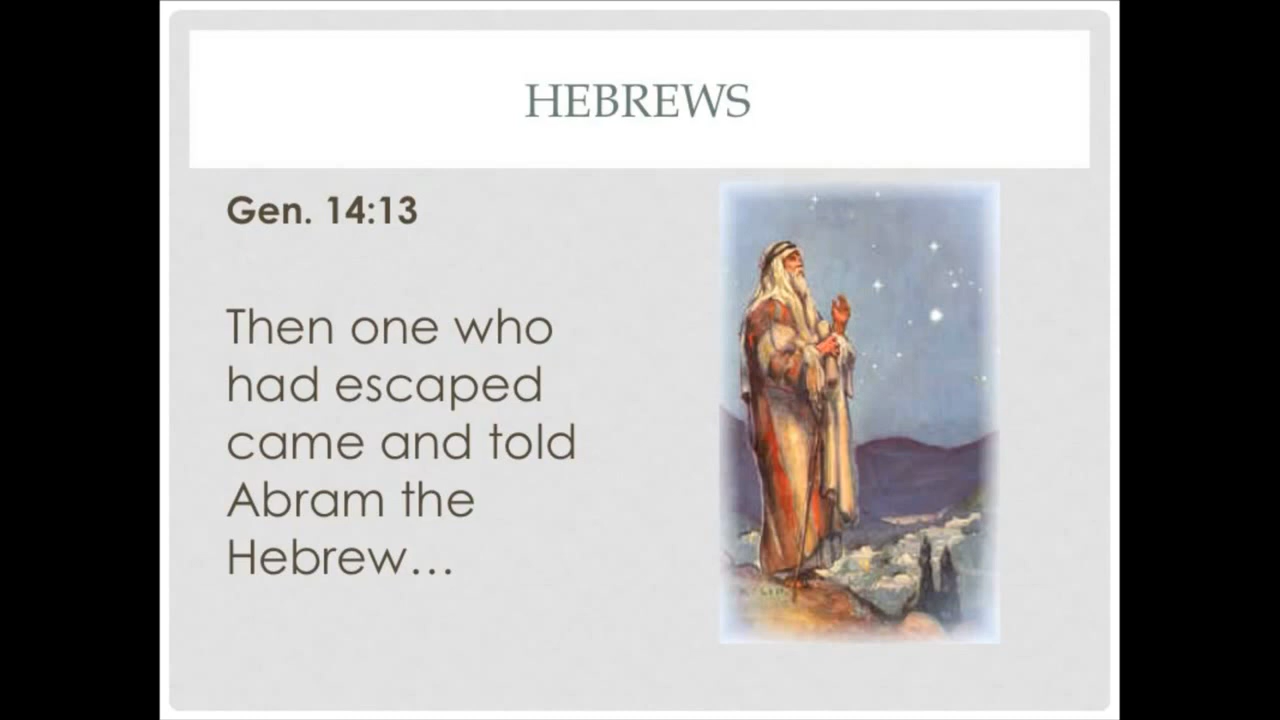 HEBREWS
Gen. 14:13
Then one who
had escaped
came and told
Abram the
Hebrew…